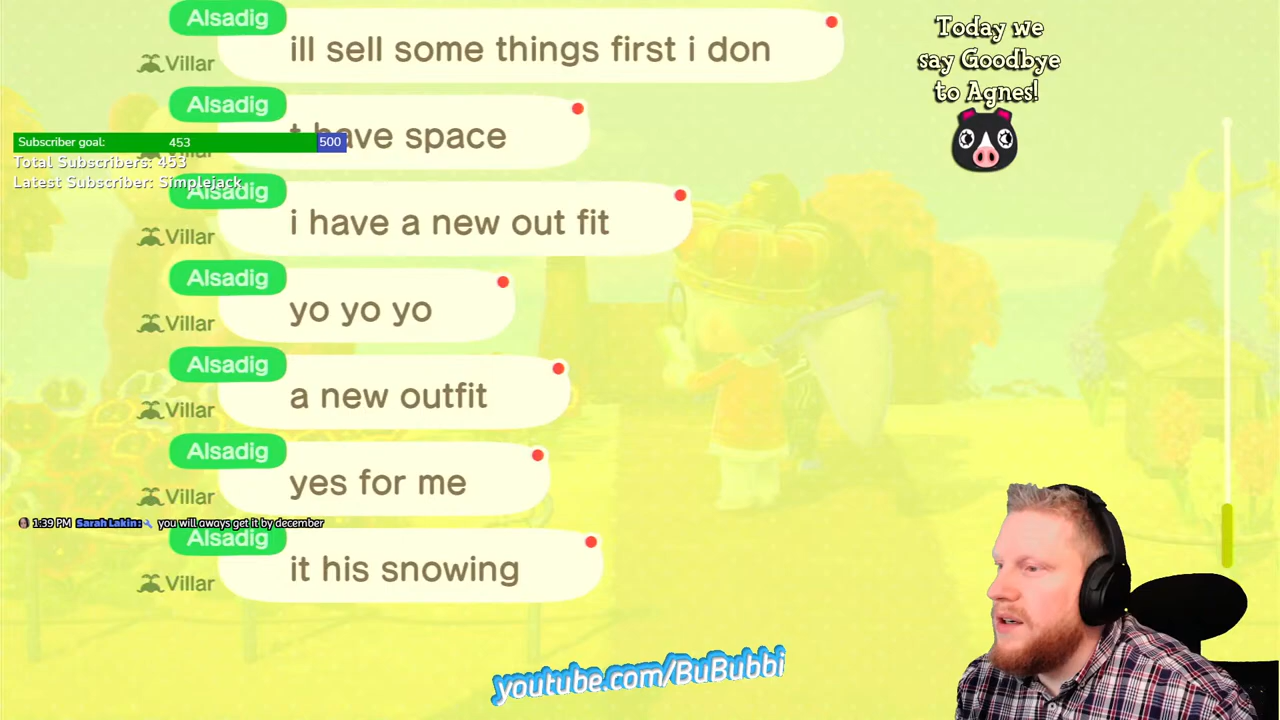 Alsadig
Villar
ill sell some things first i don
Today we
say Goodbye
to Agnes!
Alsadig
Subscriber goal:
453
500
t have space
Total Subscribers: 453
Latest Subscriber: Simplejack
Alsadig
Villar
i have a new out fit
Alsadig
Villar
yo yo yo
Alsadig
Villar
a new outfit
Alsadig
Villar
yes for me
1:39 PM Sarah Lakin: you will aways get it by december
Alsadig
Villar
it his snowing
youtube.com/BuBubbi